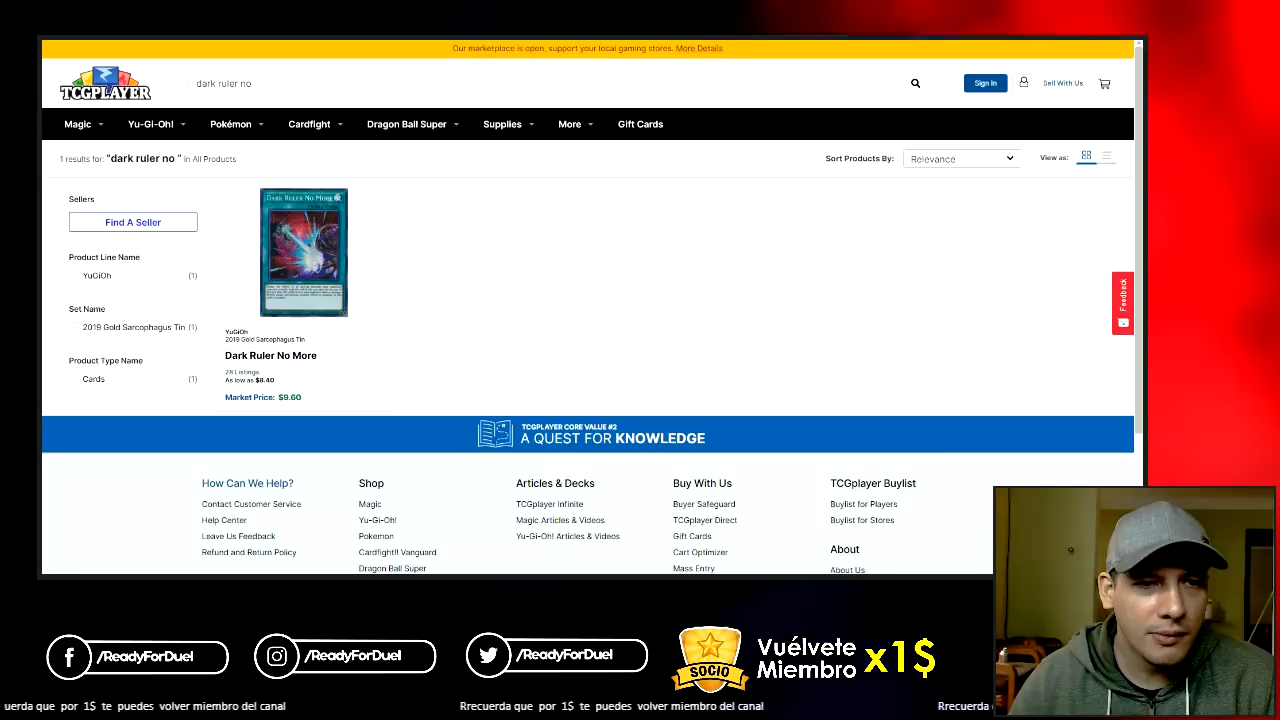 Our marketplace is open, support your local gaming stores. More Details
TCGPLAYER
dark ruler no
Sign In
Sell With Us
Magic
Yu-Gi-Oh!
Pokémon
Cardfight
Dragon Ball Super
Supplies
More
Gift Cards
1 results for: "dark ruler no " in All Products
Sort Products By:
Relevance
View as:
Sellers
Find A Seller
Product Line Name
YuGiOh (1)
Set Name
2019 Gold Sarcophagus Tin (1)
Product Type Name
Cards (1)
DARK RULER NO MORE
YuGiOh
2019 Gold Sarcophagus Tin
Dark Ruler No More
28 Listings
As low as $8.40
Market Price: $9.60
Feedback
TCGPLAYER CORE VALUE #2
A QUEST FOR KNOWLEDGE
How Can We Help?
Contact Customer Service
Help Center
Leave Us Feedback
Refund and Return Policy
Shop
Magic
Yu-Gi-Oh!
Pokemon
Cardfight!! Vanguard
Dragon Ball Super
Articles & Decks
TCGplayer Infinite
Magic Articles & Videos
Yu-Gi-Oh! Articles & Videos
Buy With Us
Buyer Safeguard
TCGplayer Direct
Gift Cards
Cart Optimizer
Mass Entry
TCGplayer Buylist
Buylist for Players
Buylist for Stores
About
About Us
/ReadyForDuel
/ReadyForDuel
/ReadyForDuel
SOCIO
Vuélvete
Miembro x1$
uerda que por 1$ te puedes volver miembro del canal
Rrecuerda que por 1$ te puedes volver miembro del canal
Rrecuerda q